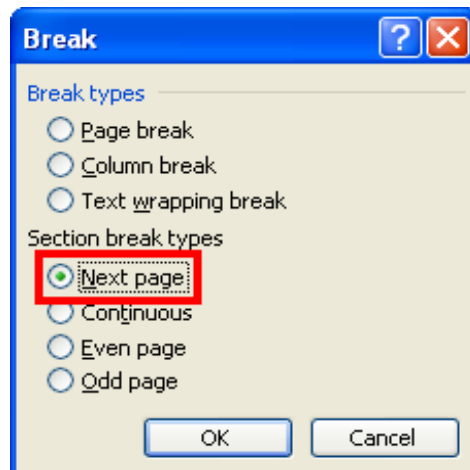 Break
?
X
Break types
Page break
Column break
Text wrapping break
Section break types
Next page
Continuous
Even page
Odd page
OK Cancel